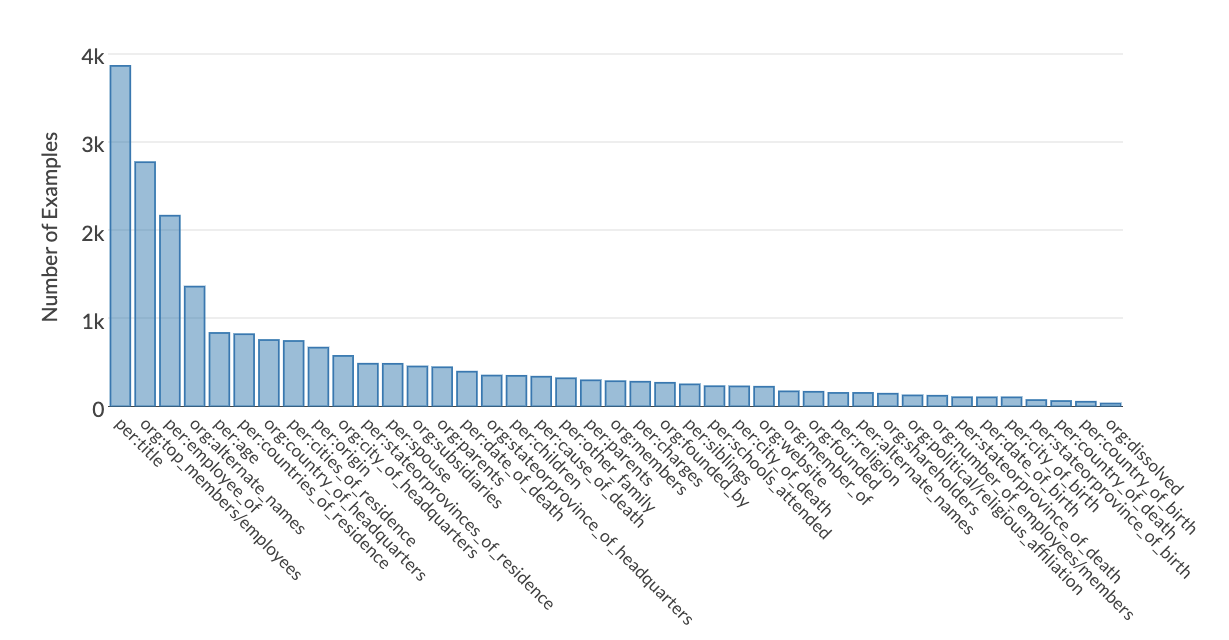 4k
3k
2k
1k
0
Number of Examples
per:title
org:top_members/employees
per:employee_of
org:alternate_names
per:age
per:countries_of_residence
org:country_of_headquarters
per:cities_of_residence
per:origin
org:city_of_headquarters
per:stateorprovinces_of_residence
per:spouse
org:subsidiaries
org:parents
per:date_of_death
org:stateorprovince_of_headquarters
per:children
per:cause_of_death
per:other_family
per:parents
org:members
per:charges
org:founded_by
per:siblings
per:schools_attended
per:city_of_death
org:website
org:member_of
org:founded
per:religion
per:alternate_names
org:shareholders
org:political/religious_affiliation
org:number_of_employees/members
per:stateorprovince_of_death
per:date_of_birth
per:city_of_birth
per:stateorprovince_of_birth
per:country_of_death
per:country_of_birth
org:dissolved